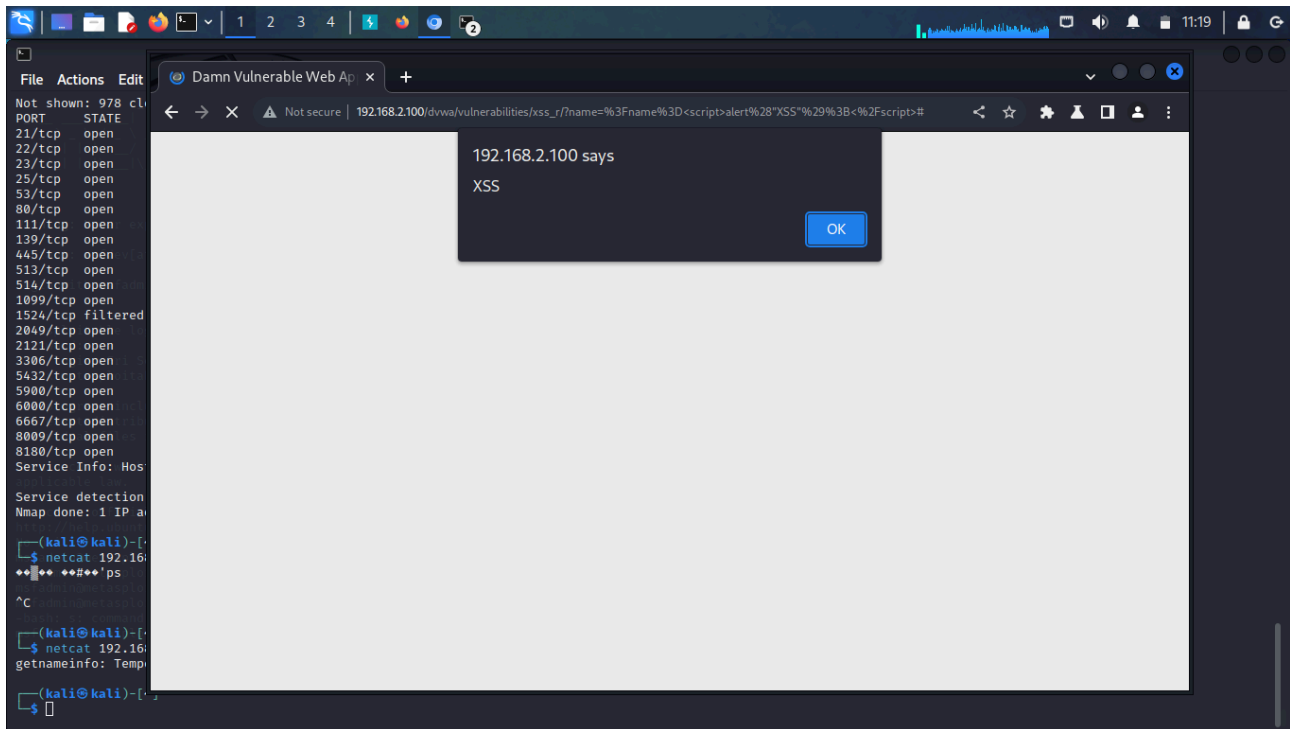 1 2 3 4 2 11:19
File Actions Edit
Damn Vulnerable Web Ap
Not secure 192.168.2.100/dvwa/vulnerabilities/xss_r/?name=%3Fname%3D<script>alert%28"XSS"%29%3B<%2Fscript>#
192.168.2.100 says
XSS
OK
Not shown: 978 cl
PORT STATE
21/tcp open
22/tcp open
23/tcp open
25/tcp open
53/tcp open
80/tcp open
111/tcp open
139/tcp open
445/tcp open
513/tcp open
514/tcp open
1099/tcp open
1524/tcp filtered
2049/tcp open
2121/tcp open
3306/tcp open
5432/tcp open
5900/tcp open
6000/tcp open
6667/tcp open
8009/tcp open
8180/tcp open
Service Info: Hos
Service detection
Nmap done: 1 IP a
┌──(kali㉿kali)-[
└─$ netcat 192.16
��▒�� ��#��'ps
^C
┌──(kali㉿kali)-[
└─$ netcat 192.16
getnameinfo: Temp
┌──(kali㉿kali)-[~]
└─$